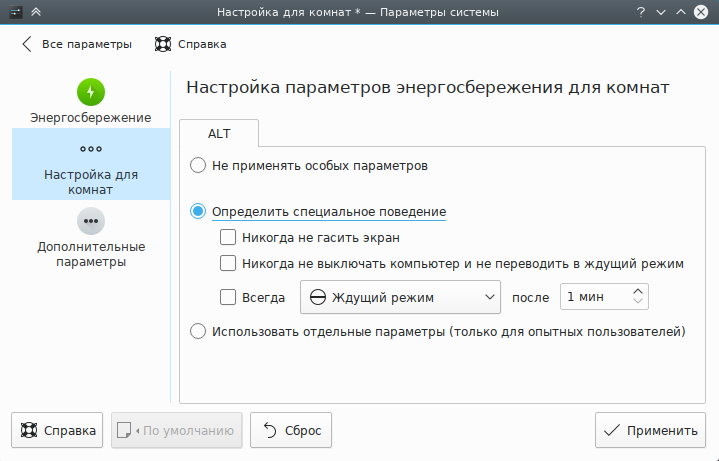 Настройка для комнат * — Параметры системы
Все параметры
Справка
Энергосбережение
Настройка для
комнат
Дополнительные
параметры
Настройка параметров энергосбережения для комнат
ALT
Не применять особых параметров
Определить специальное поведение
Никогда не гасить экран
Никогда не выключать компьютер и не переводить в ждущий режим
Всегда Ждущий режим после 1 мин
Использовать отдельные параметры (только для опытных пользователей)
Справка
По умолчанию
Сброс
Применить